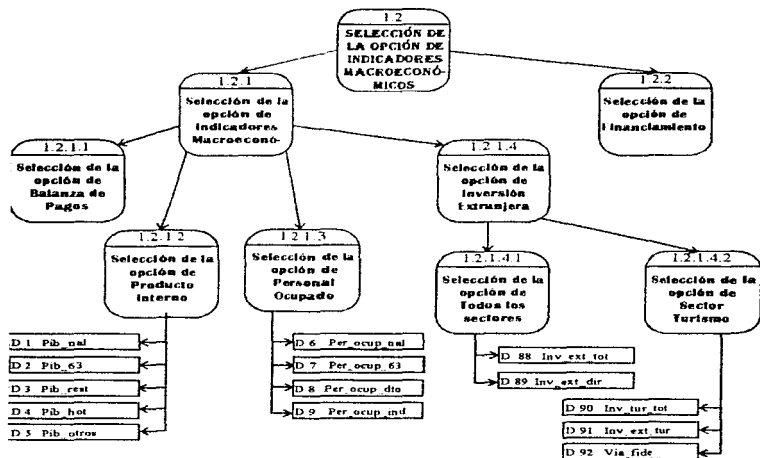 1.2
SELECCIÓN DE
LA OPCIÓN DE
INDICADORES
MACROECONÓ-
MICOS
1.2.1
Selección de la
opción de
Indicadores
Macroeconó-
1.2.2
Selección de la
opción de
Financiamiento
1.2.1.1
Selección de la
opción de
Balanza de
Pagos
1.2.1.4
Selección de la
opción de
Inversión
Extranjera
1.2.1.2
Selección de la
opción de
Producto
Interno
1.2.1.3
Selección de la
opción de
Personal
Ocupado
1.2.1.4.1
Selección de la
opción de
Todos los
sectores
1.2.1.4.2
Selección de la
opción de
Sector
Turismo
D 1 Pib_nal
D 2 Pib_63
D 3 Pib_rest
D 4 Pib_hot
D 5 Pib_otros
D 6 Per_ocup_nal
D 7 Per_ocup_63
D 8 Per_ocup_dto
D 9 Per_ocup_ind
D 88 Inv_ext_tot
D 89 Inv_ext_dir
D 90 Inv_tur_tot
D 91 Inv_ext_tur
D 92 Via_fide_